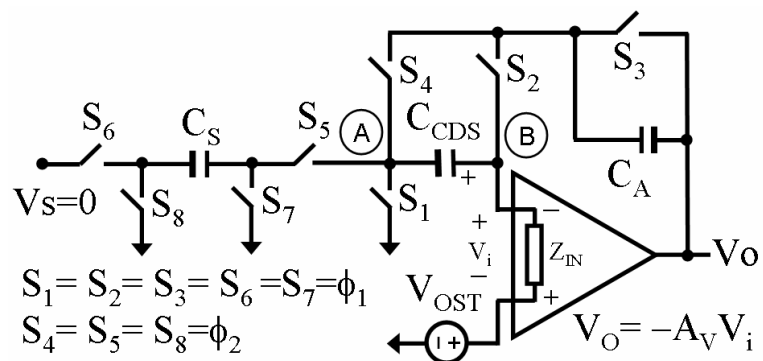 S₃
S₄
S₂
S₆
C_S
S₅
A
C_CDS
B
+
C_A
Vs=0
S₈
S₇
S₁
+
V_i
−
−
Z_IN
+
Vo
V_OST
+
S₁= S₂= S₃= S₆ =S₇=ϕ₁
S₄= S₅= S₈=ϕ₂
V_O= −A_V V_i